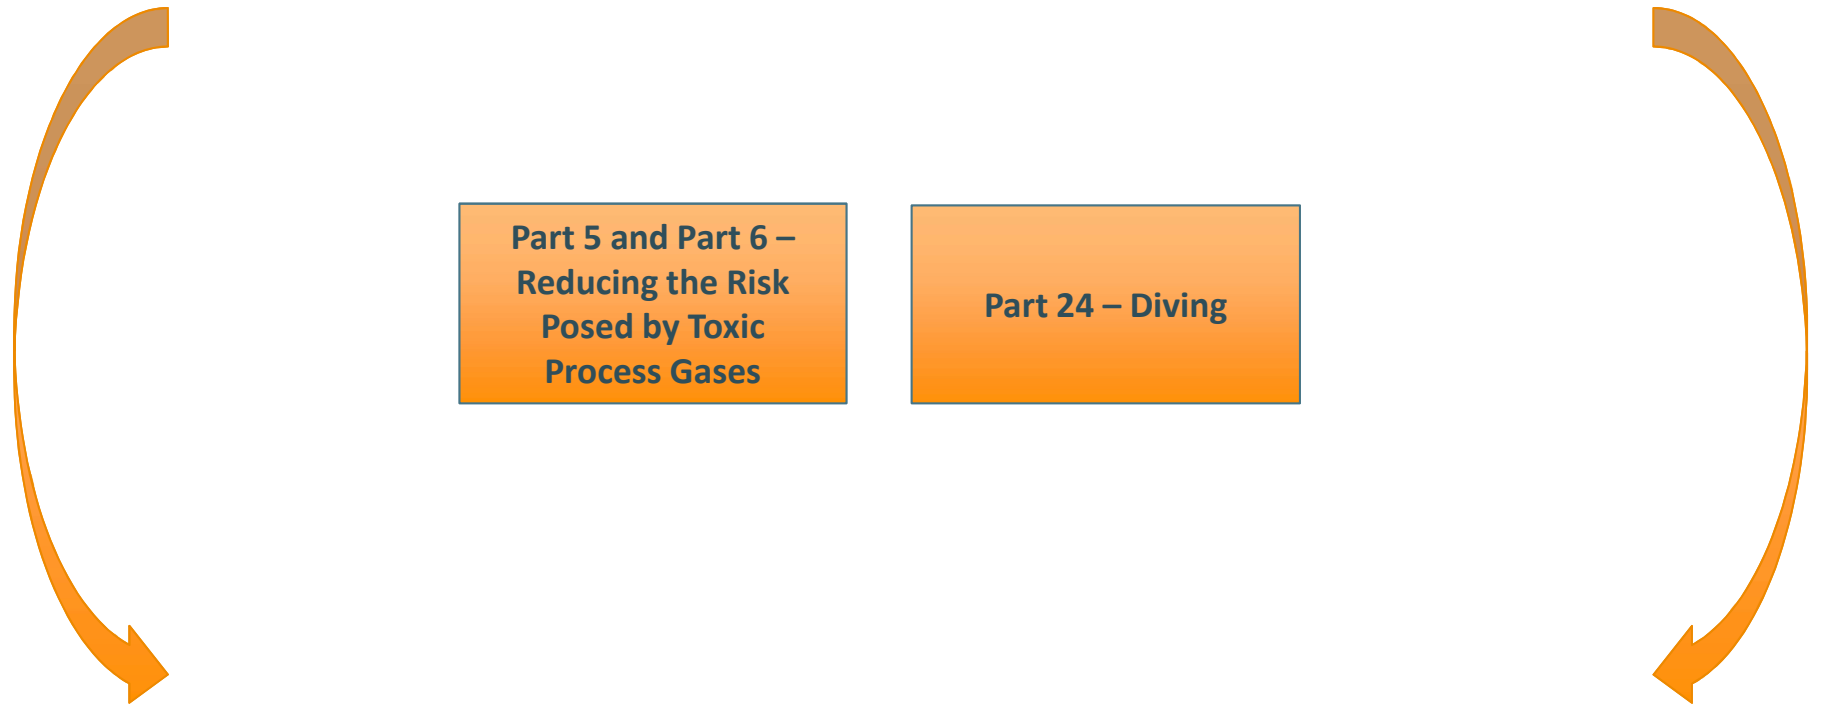 Part 5 and Part 6 –
Reducing the Risk
Posed by Toxic
Process Gases
Part 24 – Diving